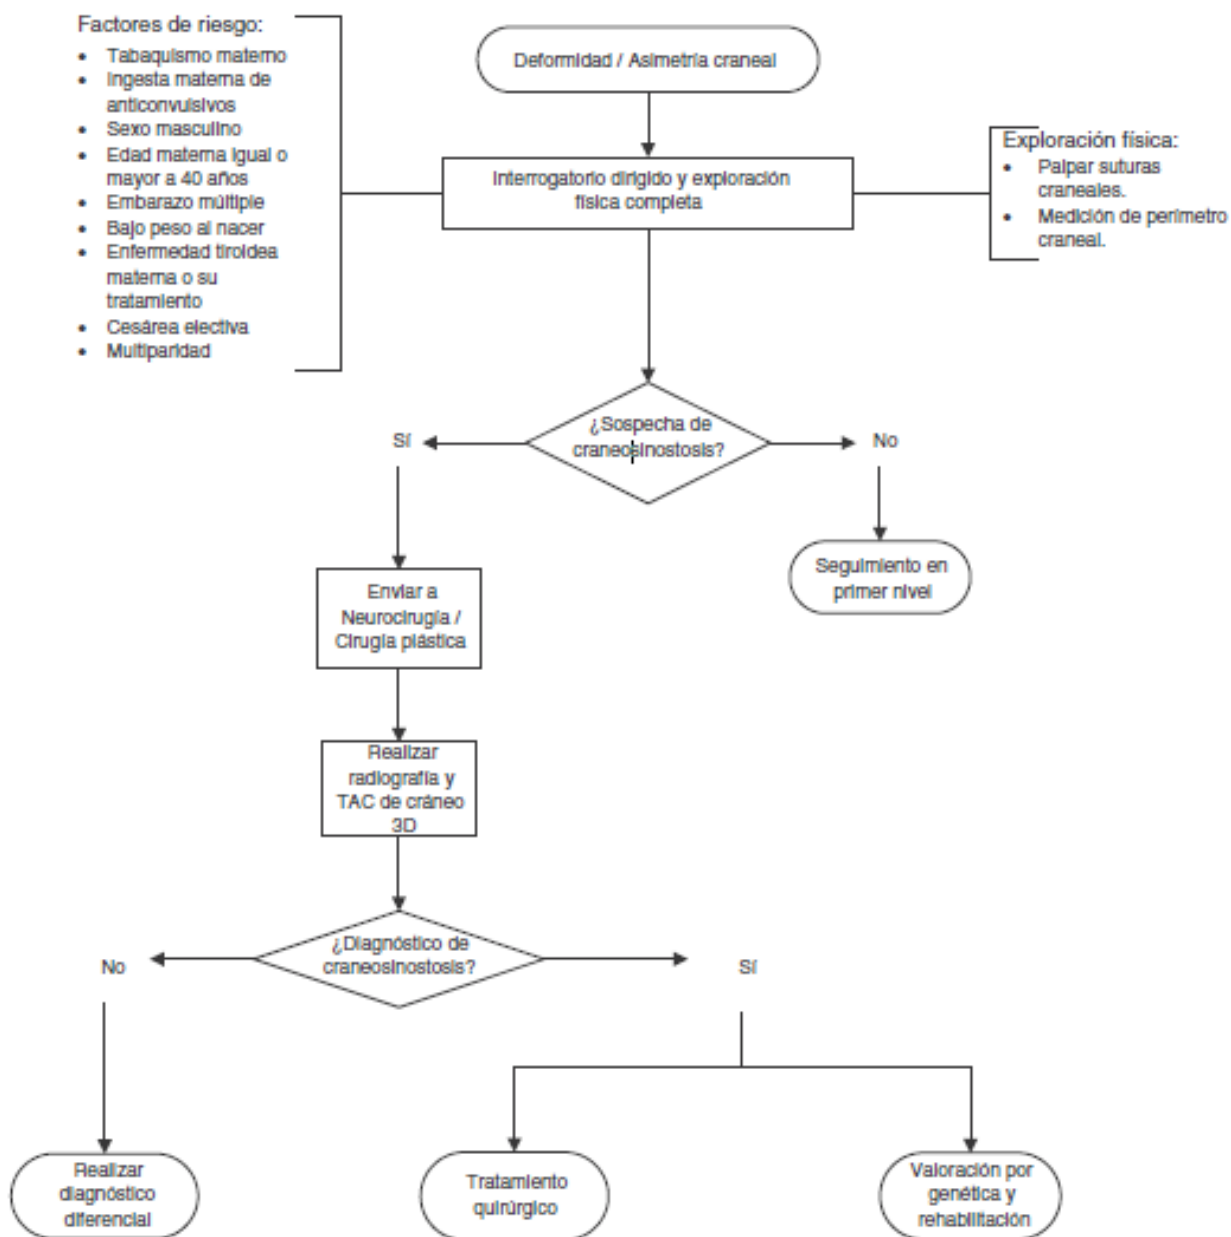 Factores de riesgo:
• Tabaquismo materno
• Ingesta materna de
anticonvulsivos
• Sexo masculino
• Edad materna igual o
mayor a 40 años
• Embarazo múltiple
• Bajo peso al nacer
• Enfermedad tiroidea
materna o su
tratamiento
• Cesárea electiva
• Multiparidad
Deformidad / Asimetría craneal
Interrogatorio dirigido y exploración
física completa
Exploración física:
• Palpar suturas
craneales.
• Medición de perímetro
craneal.
¿Sospecha de
craneosinostosis?
Sí
No
Seguimiento en
primer nivel
Enviar a
Neurocirugía /
Cirugía plástica
Realizar
radiografía y
TAC de cráneo
3D
¿Diagnóstico de
craneosinostosis?
No
Sí
Realizar
diagnóstico
diferencial
Tratamiento
quirúrgico
Valoración por
genética y
rehabilitación